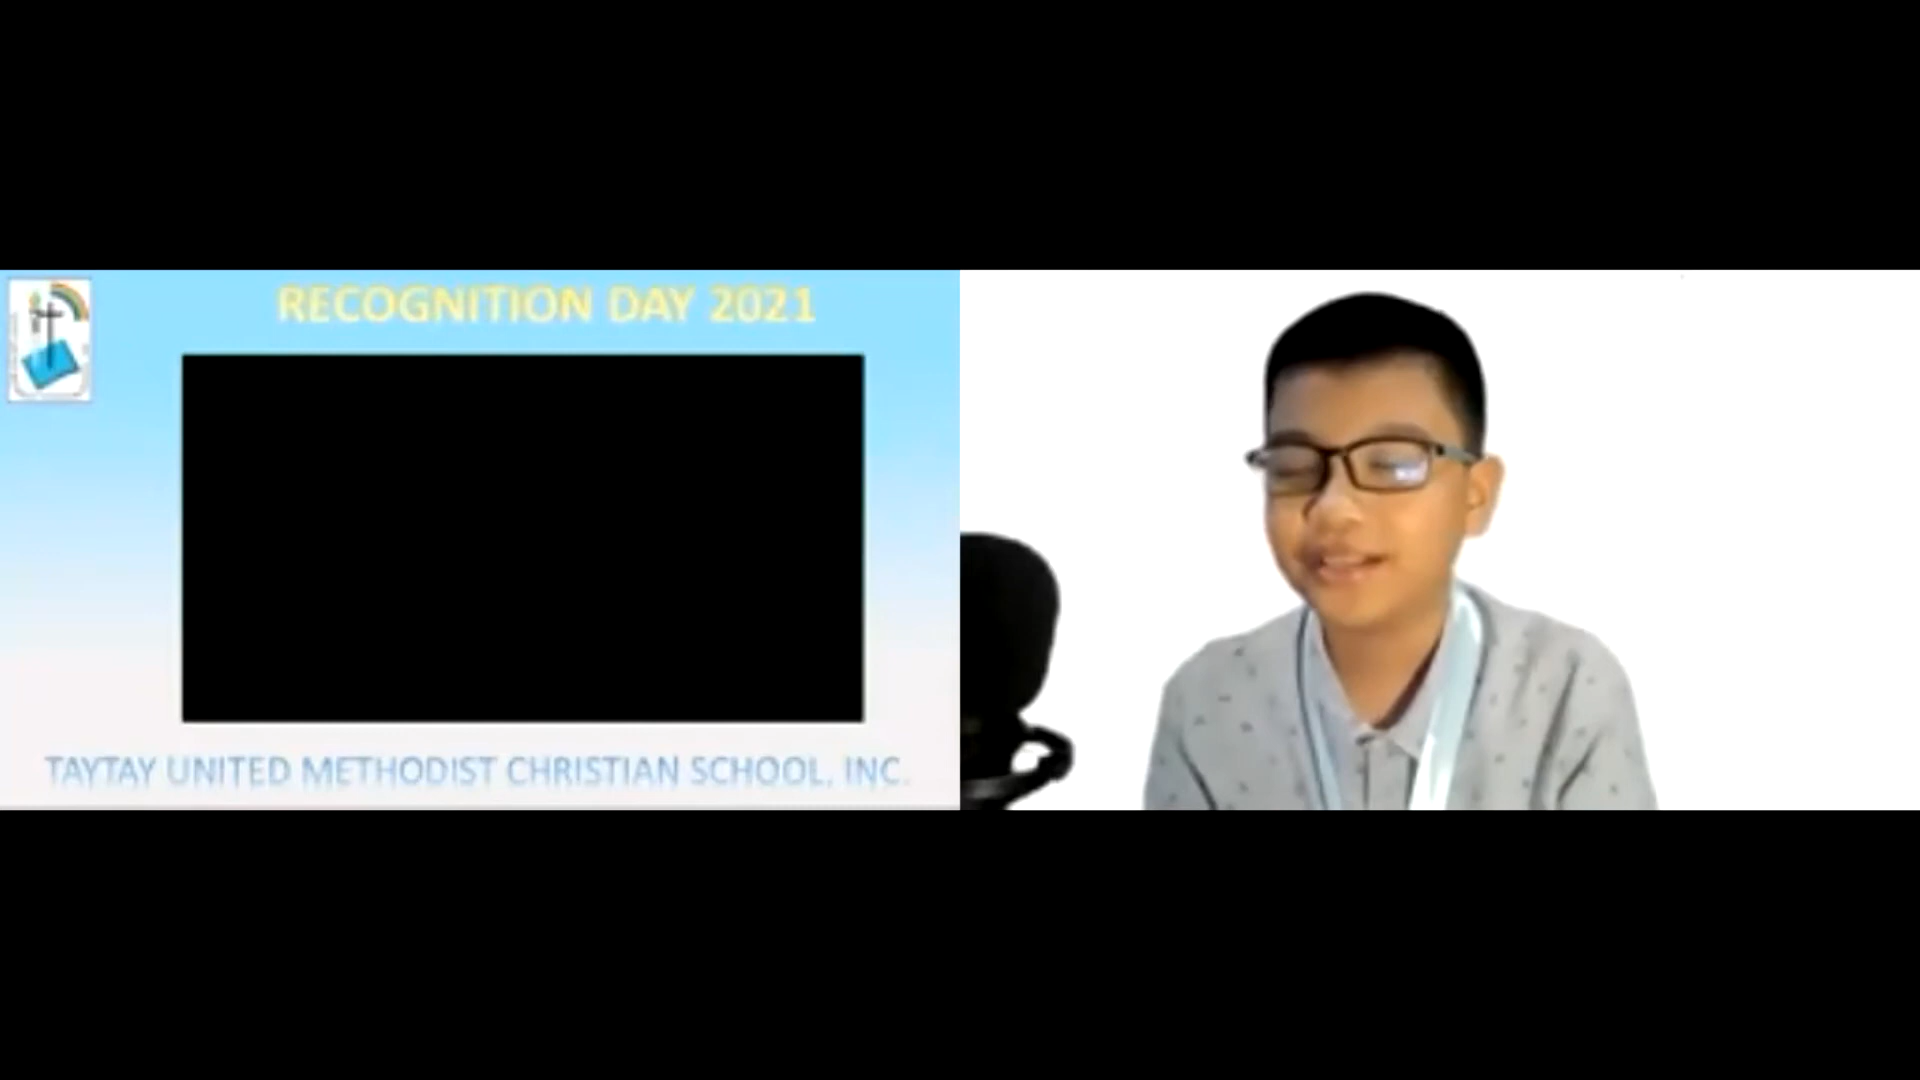 RECOGNITION DAY 2021
TAYTAY UNITED METHODIST CHRISTIAN SCHOOL, INC.